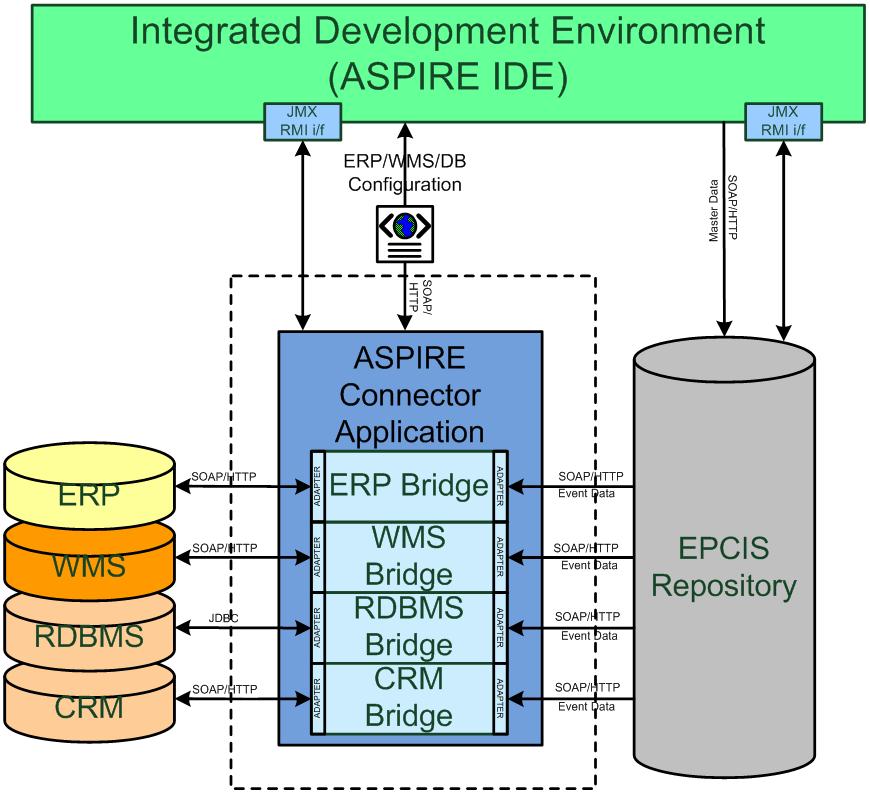 Integrated Development Environment
(ASPIRE IDE)
JMX
RMI i/f
JMX
RMI i/f
ERP/WMS/DB
Configuration
Master Data
SOAP/HTTP
SOAP/
HTTP
ASPIRE
Connector
Application
ERP
SOAP/HTTP
ADAPTER
ERP Bridge
ADAPTER
SOAP/HTTP
Event Data
WMS
SOAP/HTTP
ADAPTER
WMS
Bridge
ADAPTER
SOAP/HTTP
Event Data
RDBMS
JDBC
ADAPTER
RDBMS
Bridge
ADAPTER
SOAP/HTTP
Event Data
CRM
SOAP/HTTP
ADAPTER
CRM
Bridge
ADAPTER
SOAP/HTTP
Event Data
EPCIS
Repository